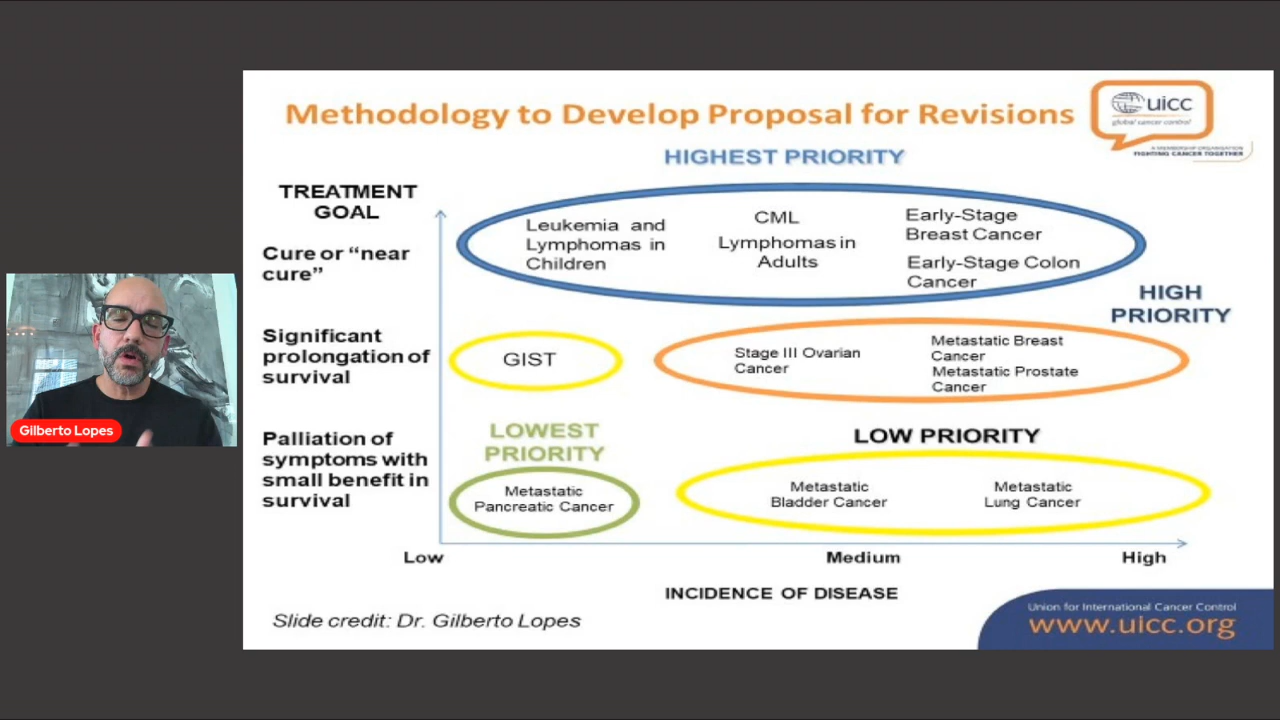 Methodology to Develop Proposal for Revisions
uicc
global cancer control
A MEMBERSHIP ORGANISATION
FIGHTING CANCER TOGETHER
HIGHEST PRIORITY
TREATMENT
GOAL
Cure or “near
cure”
Leukemia and
Lymphomas in
Children
CML
Lymphomas in
Adults
Early-Stage
Breast Cancer
Early-Stage Colon
Cancer
HIGH
PRIORITY
Significant
prolongation of
survival
GIST
Stage III Ovarian
Cancer
Metastatic Breast
Cancer
Metastatic Prostate
Cancer
Gilberto Lopes
Palliation of
symptoms with
small benefit in
survival
LOWEST
PRIORITY
LOW PRIORITY
Metastatic
Pancreatic Cancer
Metastatic
Bladder Cancer
Metastatic
Lung Cancer
Low
Medium
High
INCIDENCE OF DISEASE
Slide credit: Dr. Gilberto Lopes
Union for International Cancer Control
www.uicc.org